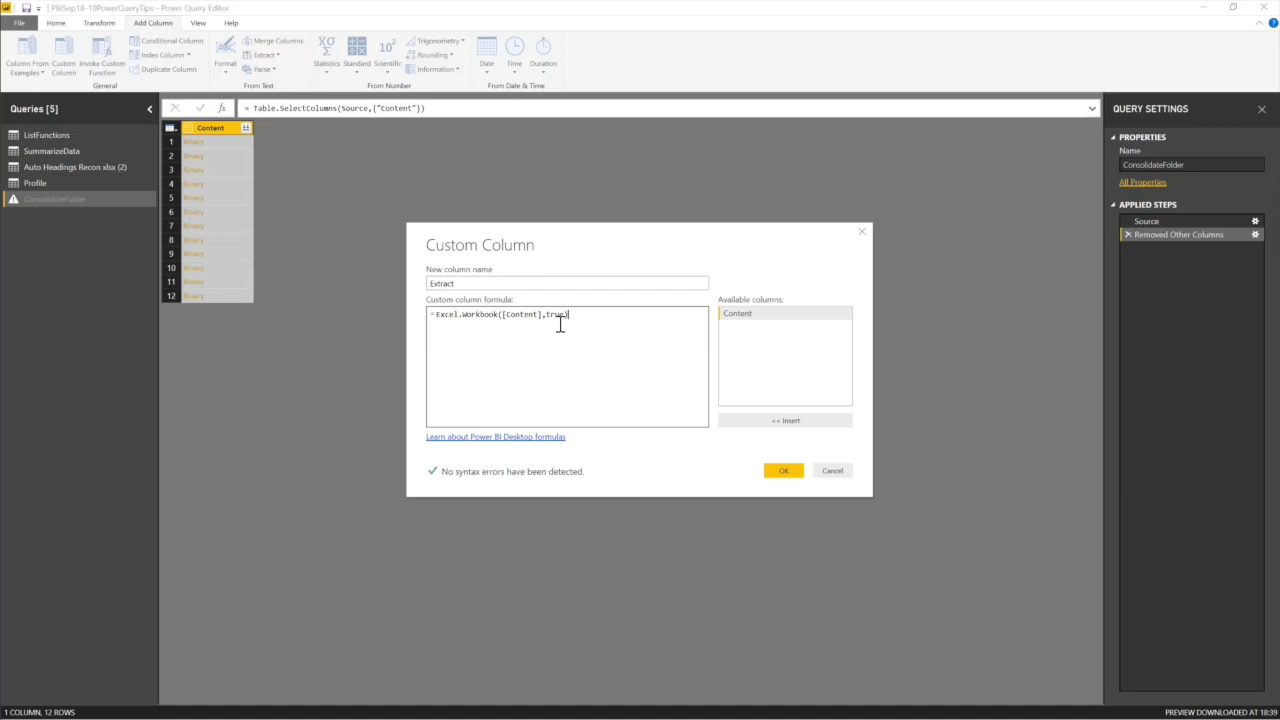 PBISep18-10PowerQueryTips - Power Query Editor
File Home Transform Add Column View Help
Column From Examples
Custom Column
Invoke Custom Function
Conditional Column
Index Column
Duplicate Column
General
Format
Merge Columns
Extract
Parse
From Text
Statistics
Standard
Scientific
Trigonometry
Rounding
Information
From Number
Date
Time
Duration
From Date & Time
Queries [5]
ListFunctions
SummarizeData
Auto Headings Recon xlsx (2)
Profile
ConsolidateFolder
= Table.SelectColumns(Source,{"Content"})
Content
1 Binary
2 Binary
3 Binary
4 Binary
5 Binary
6 Binary
7 Binary
8 Binary
9 Binary
10 Binary
11 Binary
12 Binary
Custom Column
New column name
Extract
Custom column formula:
= Excel.Workbook([Content],true)
Available columns:
Content
<< Insert
Learn about Power BI Desktop formulas
No syntax errors have been detected.
OK Cancel
QUERY SETTINGS
PROPERTIES
Name
ConsolidateFolder
All Properties
APPLIED STEPS
Source
Removed Other Columns
1 COLUMN, 12 ROWS
PREVIEW DOWNLOADED AT 18:39